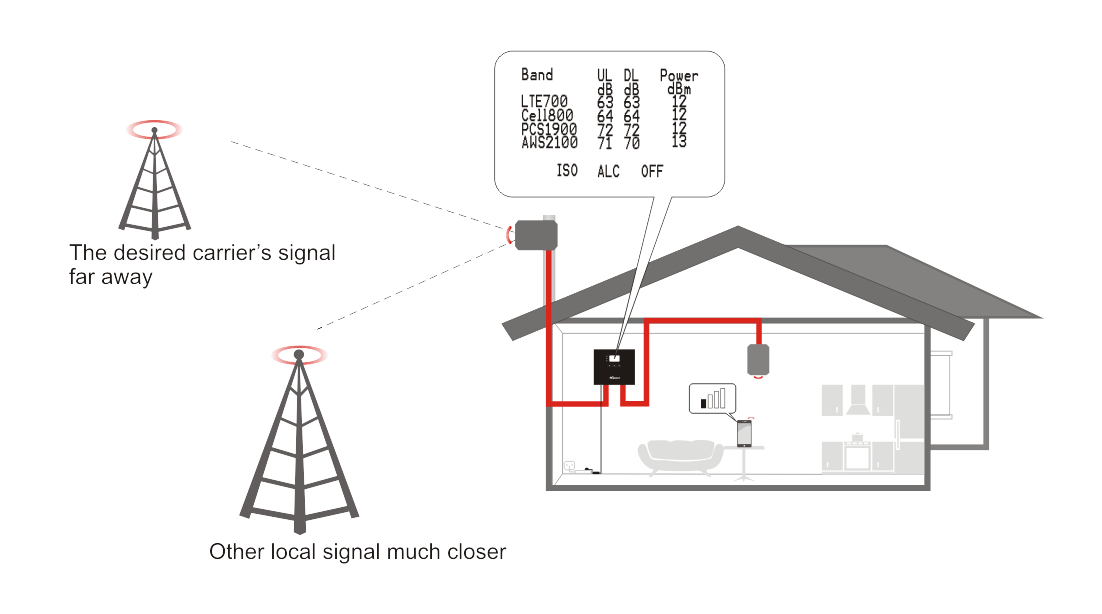 Band UL DL Power
dB dB dBm
LTE700 63 63 12
Cell800 64 64 12
PCS1900 72 72 12
AWS2100 71 70 13
ISO ALC OFF
The desired carrier's signal
far away
Other local signal much closer